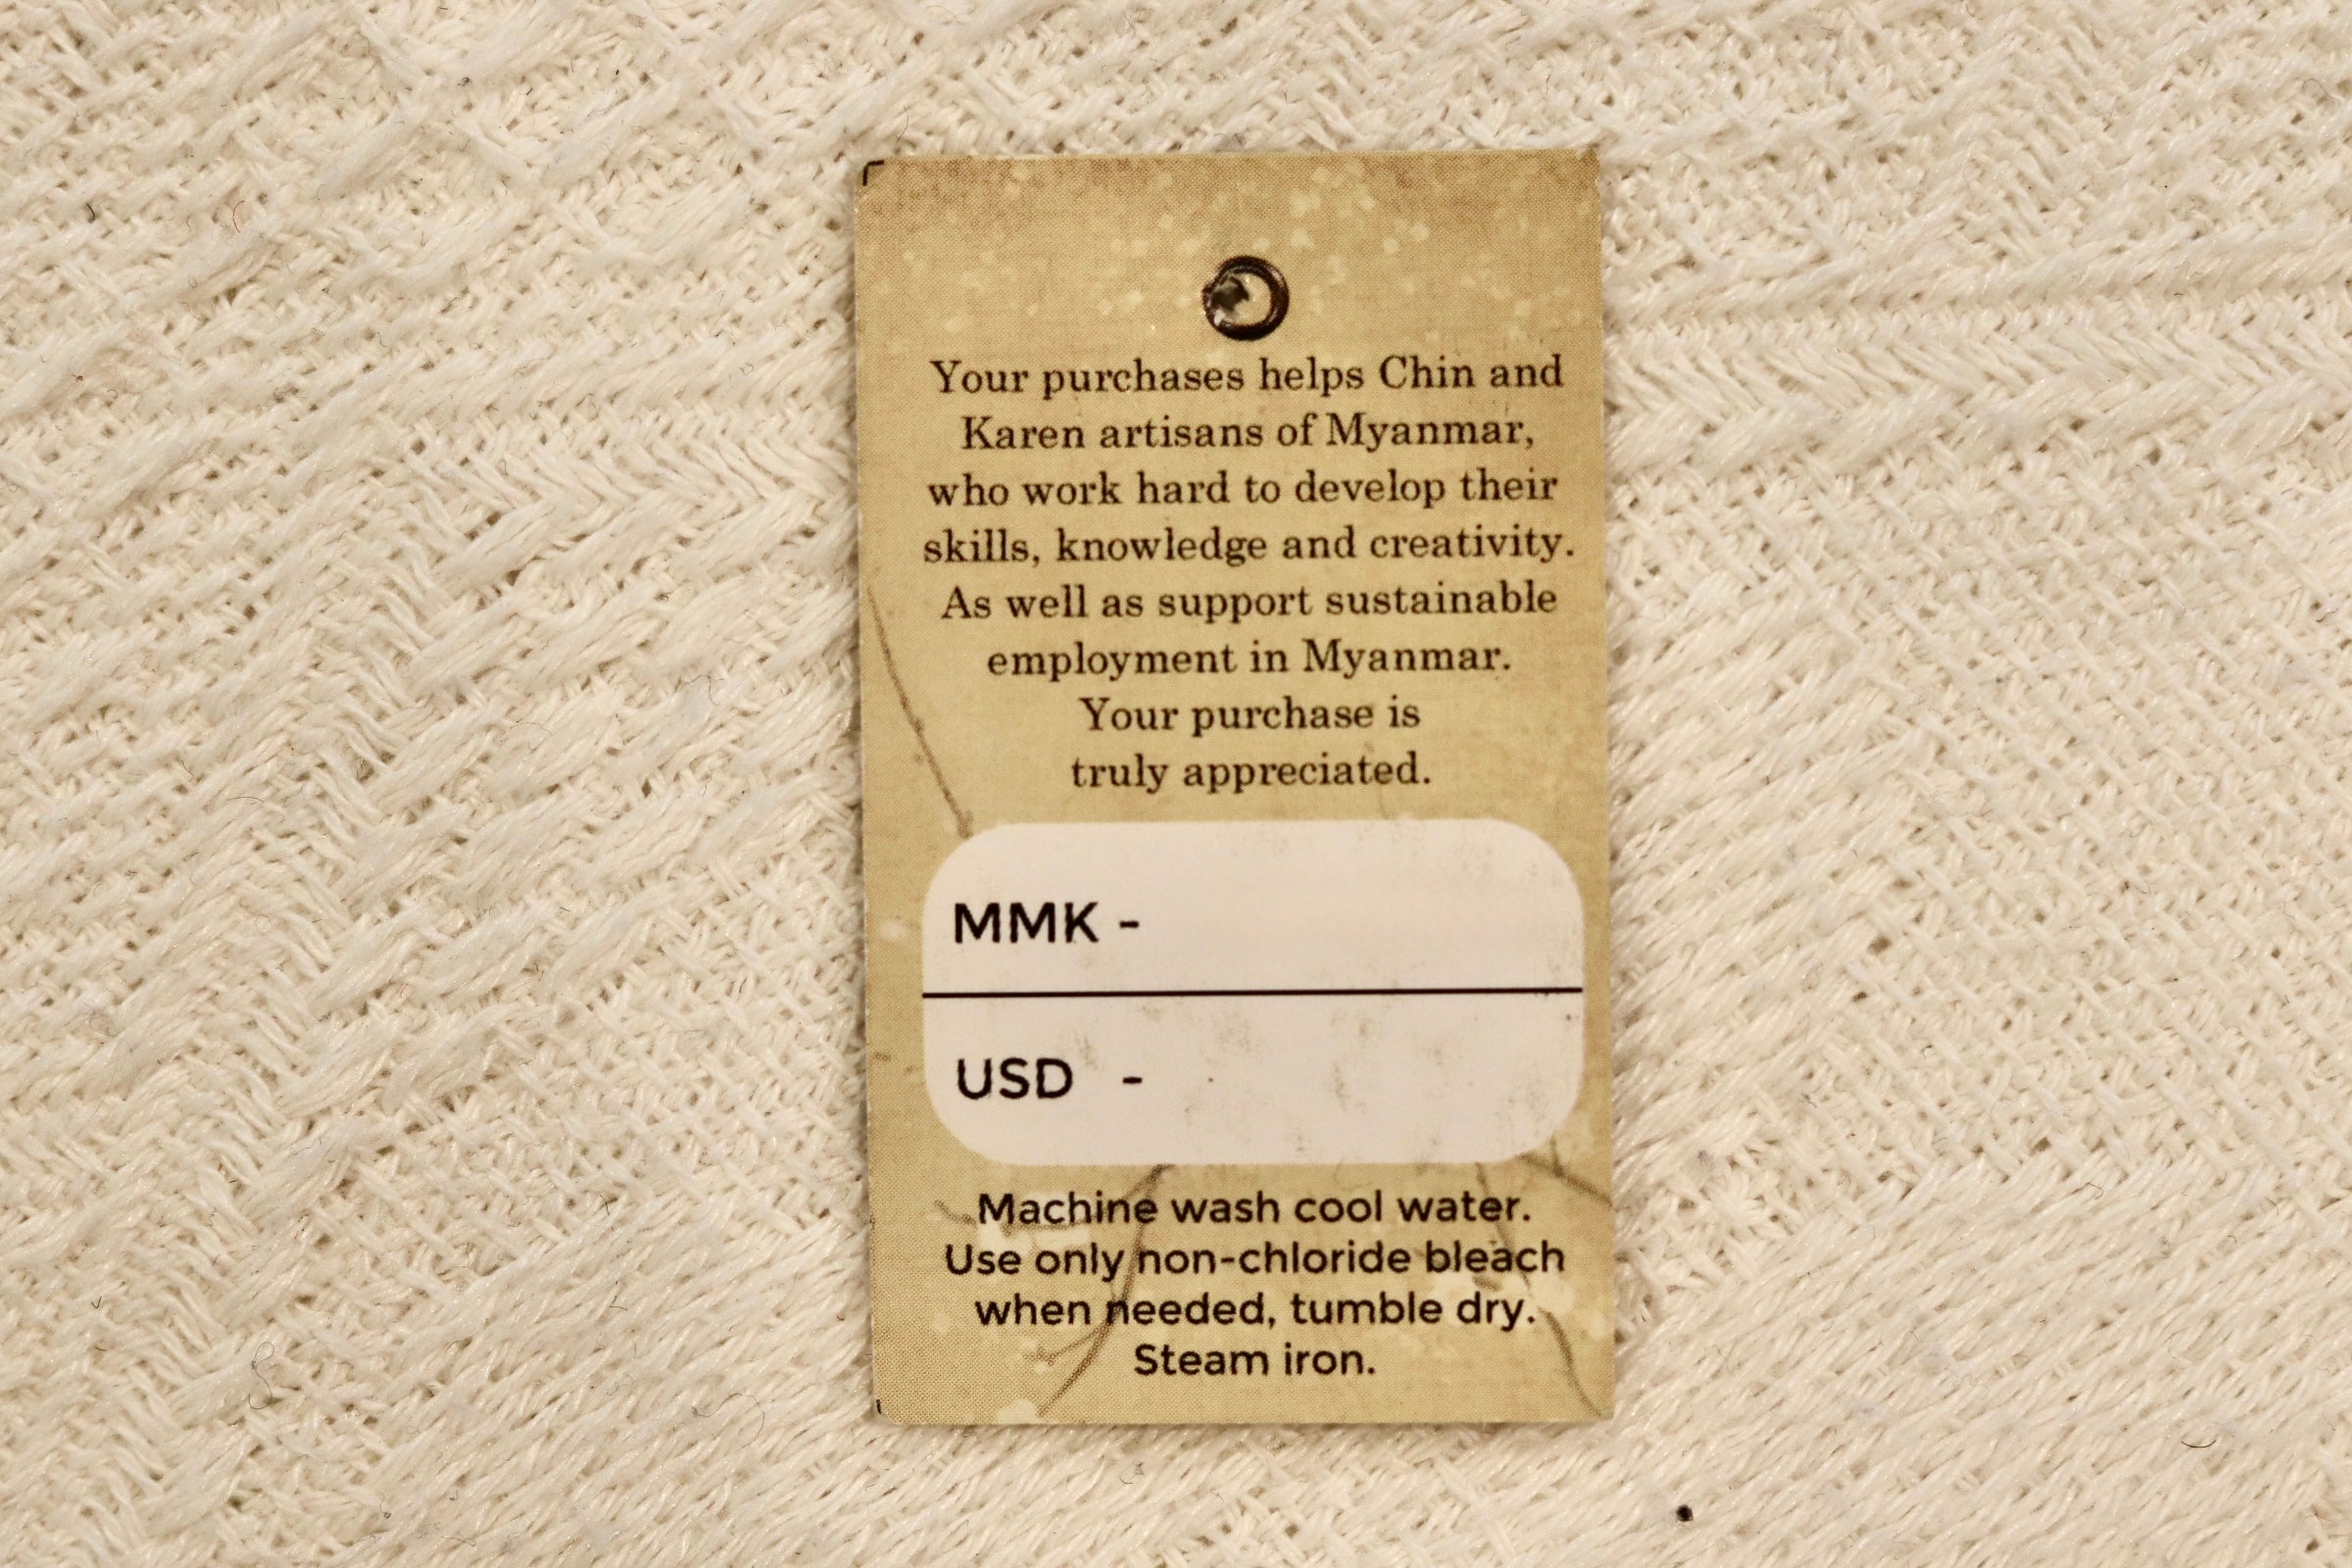 Your purchases helps Chin and
Karen artisans of Myanmar,
who work hard to develop their
skills, knowledge and creativity.
As well as support sustainable
employment in Myanmar.
Your purchase is
truly appreciated.
MMK -
USD -
Machine wash cool water.
Use only non-chloride bleach
when needed, tumble dry.
Steam iron.